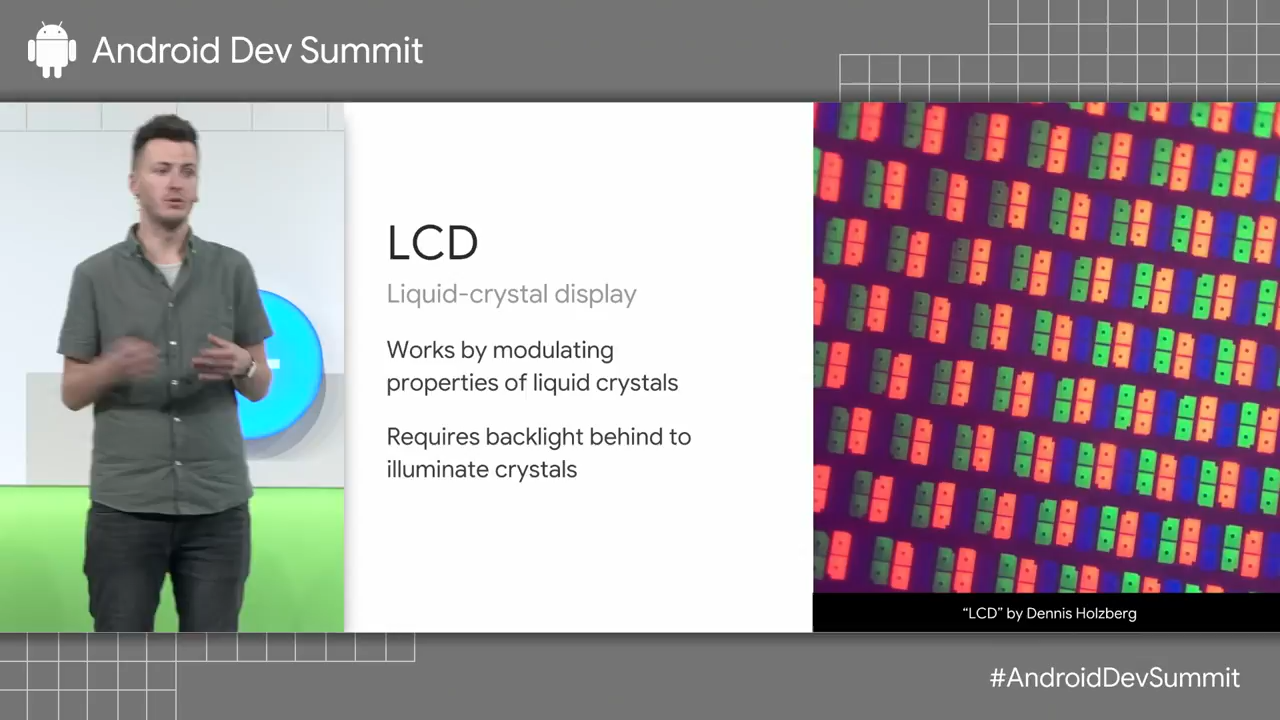 Android Dev Summit
LCD
Liquid-crystal display
Works by modulating
properties of liquid crystals
Requires backlight behind to
illuminate crystals
“LCD” by Dennis Holzberg
#AndroidDevSummit